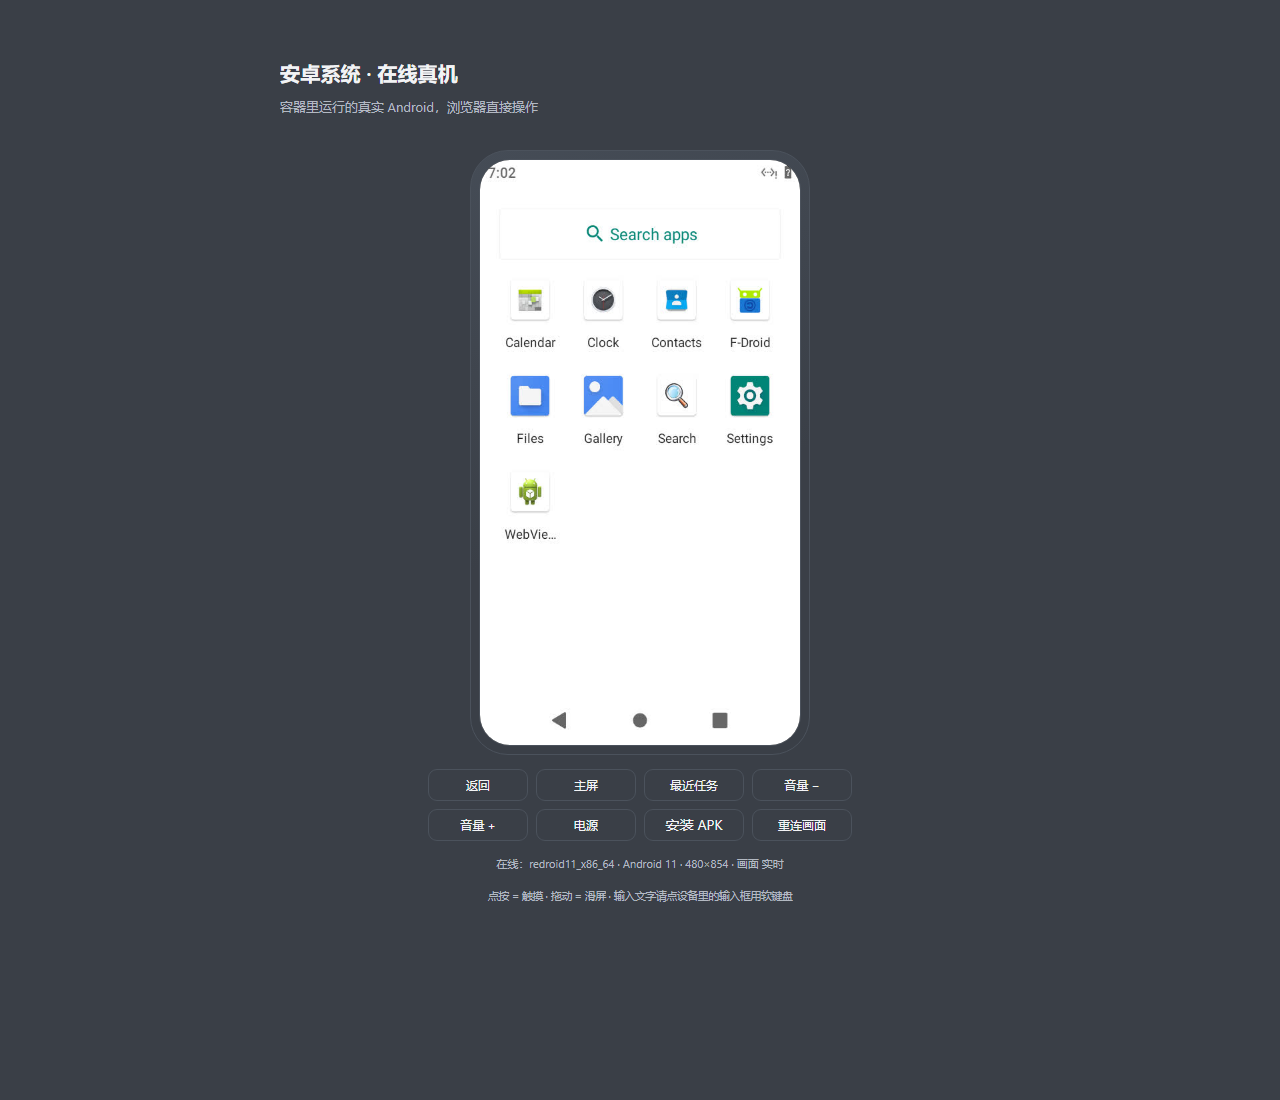 安卓系统 · 在线真机
容器里运行的真实 Android，浏览器直接操作
7:02
Search apps
Calendar Clock Contacts F-Droid
Files Gallery Search Settings
WebVie...
返回 主屏 最近任务 音量 −
音量 + 电源 安装 APK 重连画面
在线：redroid11_x86_64 · Android 11 · 480×854 · 画面 实时
点按 = 触摸 · 拖动 = 滑屏 · 输入文字请点设备里的输入框用软键盘